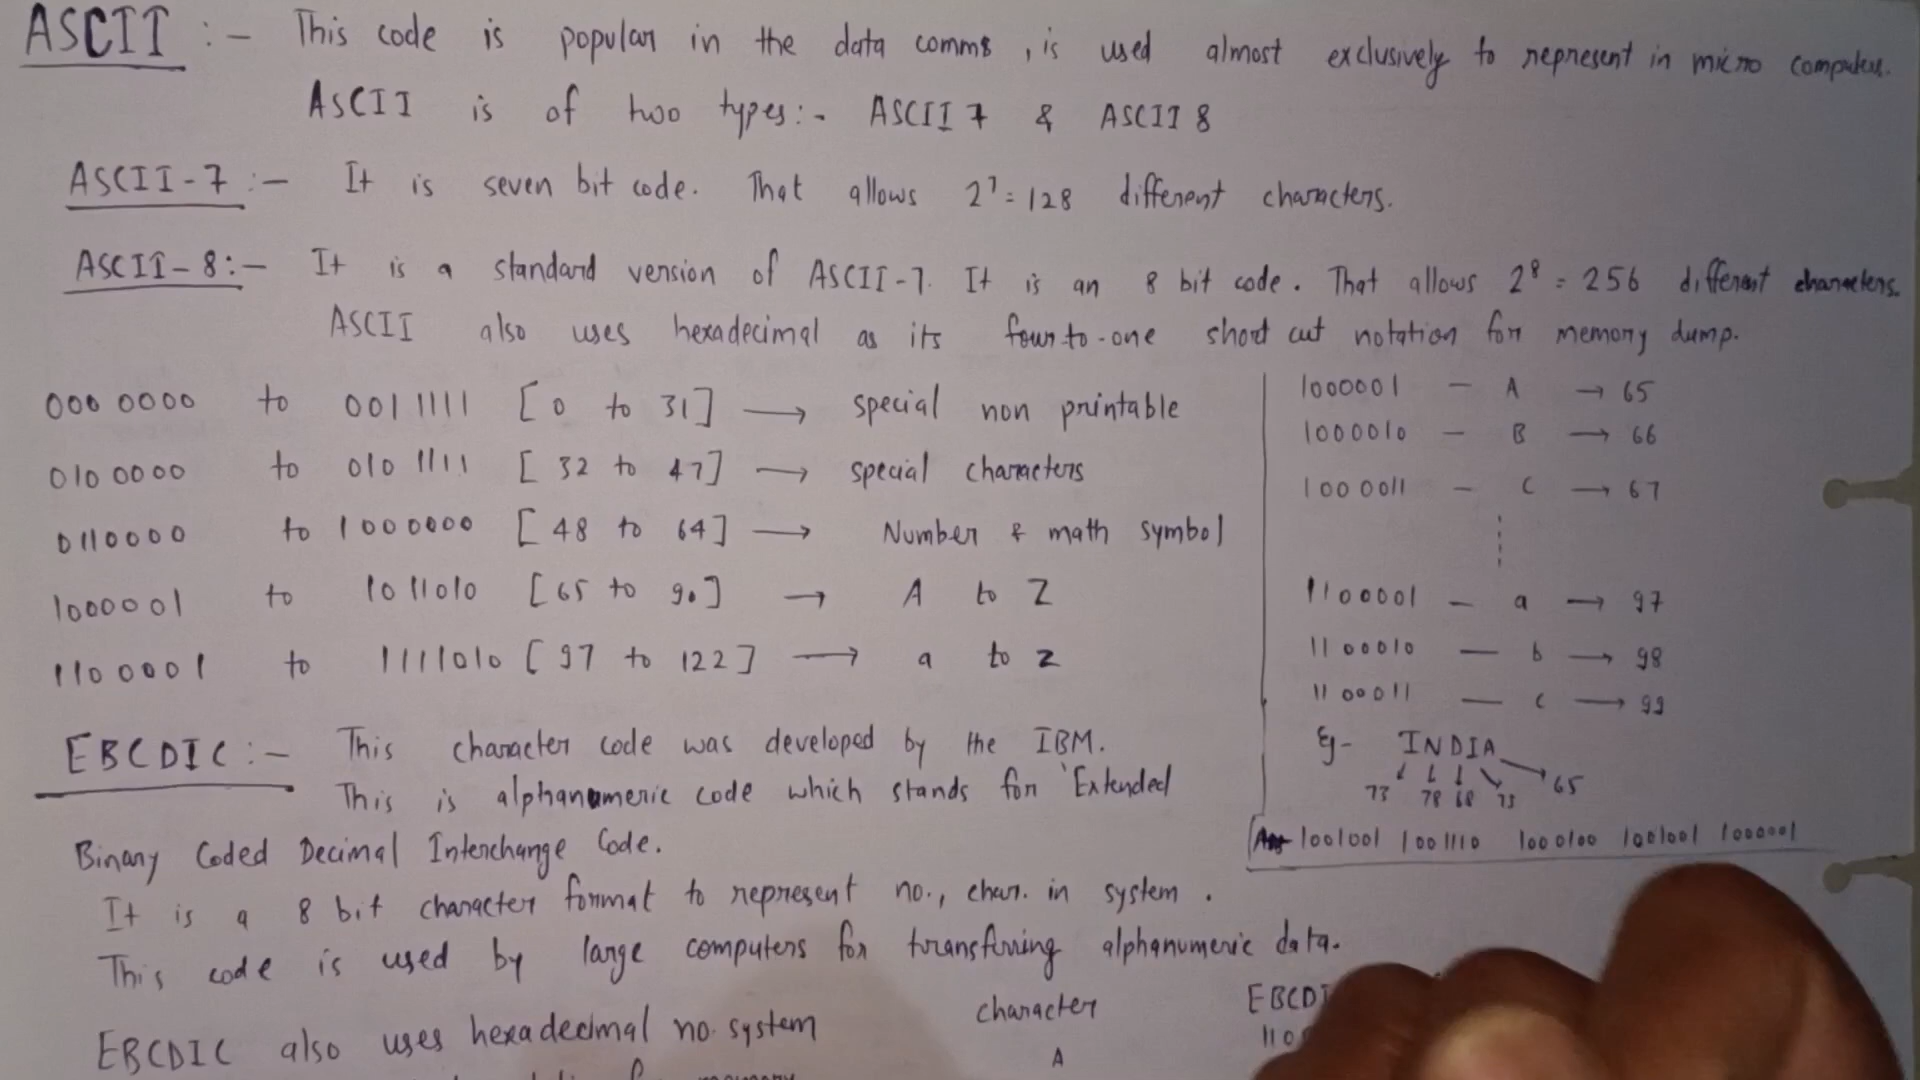 ASCII :- This code is popular in the data comms, is used almost exclusively to represent in micro computers.
ASCII is of two types:- ASCII 7 & ASCII 8
ASCII-7 :- It is seven bit code. That allows 2⁷ = 128 different characters.
ASCII-8 :- It is a standard version of ASCII-7. It is an 8 bit code. That allows 2⁸ = 256 different characters.
ASCII also uses hexadecimal as its four-to-one short cut notation for memory dump.
000 0000 to 001 1111 [0 to 31] → special non printable
010 0000 to 010 1111 [32 to 47] → special characters
0110000 to 1000000 [48 to 64] → Number & math symbol
1000001 to 1011010 [65 to 90] → A to Z
1100001 to 1111010 [97 to 122] → a to z
1000001 - A → 65
1000010 - B → 66
1000011 - C → 67
1100001 - a → 97
1100010 - b → 98
1100011 - c → 99
Eg- INDIA
73 78 68 73 65
1001001 1001110 1000100 1001001 1000001
EBCDIC :- This character code was developed by the IBM.
This is alphanumeric code which stands for 'Extended
Binary Coded Decimal Interchange Code.
It is a 8 bit character format to represent no., char. in system.
This code is used by large computers for transfring alphanumeric data.
EBCDIC also uses hexadecimal no. system
character
A